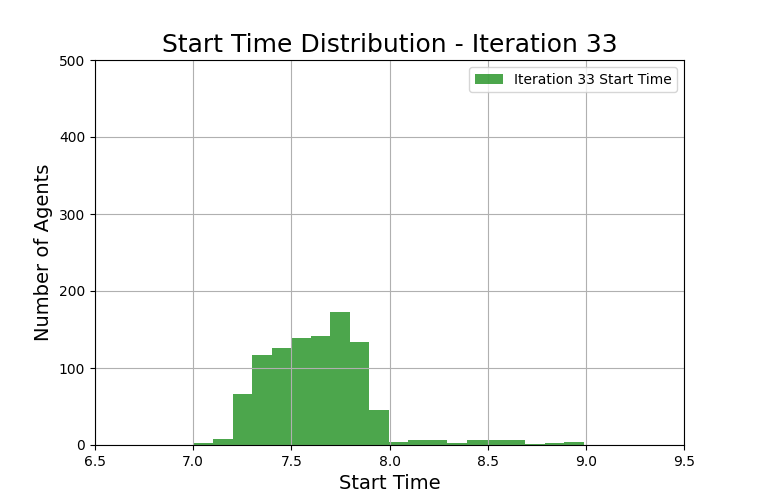 Start Time Distribution - Iteration 33
Iteration 33 Start Time
Number of Agents
500
400
300
200
100
0
6.5 7.0 7.5 8.0 8.5 9.0 9.5
Start Time